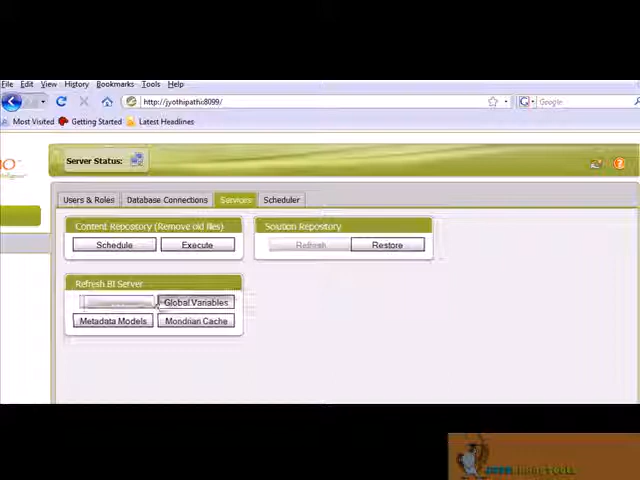 File Edit View History Bookmarks Tools Help
http://jyothipathi:8099/
Google
Most Visited Getting Started Latest Headlines
Server Status:
Users & Roles Database Connections Services Scheduler
Content Repository (Remove old files)
Schedule Execute
Solution Repository
Refresh Restore
Refresh BI Server
Global Variables
Metadata Models Mondrian Cache